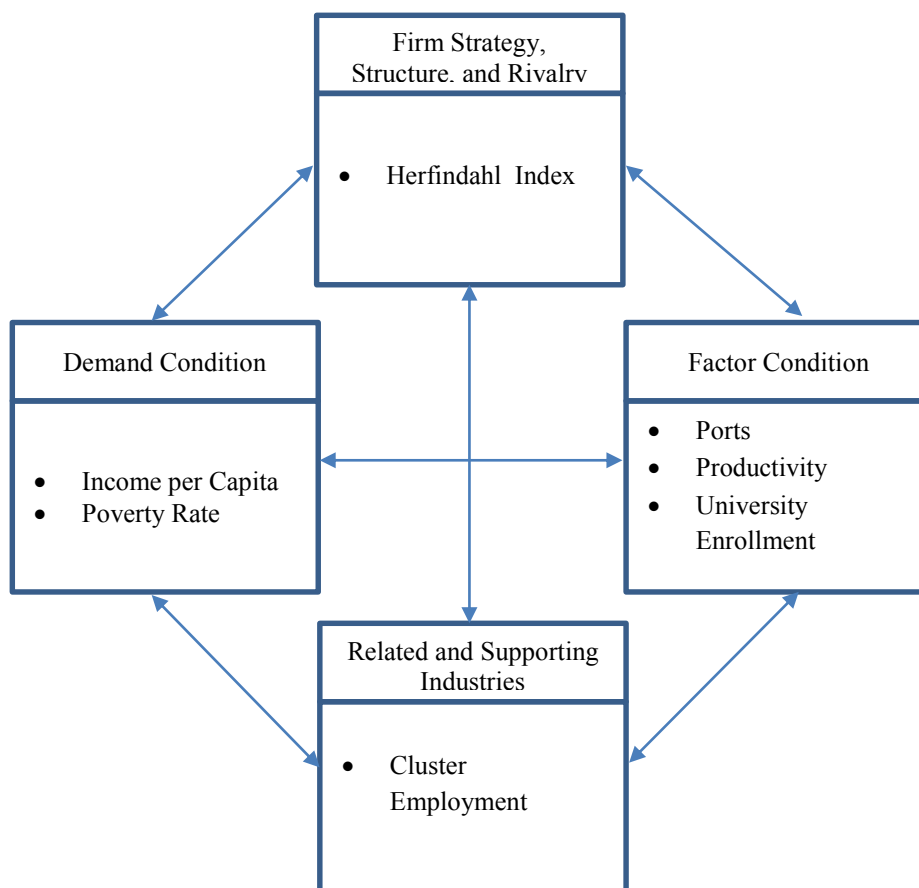 Firm Strategy,
Structure, and Rivalry
• Herfindahl Index
Demand Condition
• Income per Capita
• Poverty Rate
Factor Condition
• Ports
• Productivity
• University
Enrollment
Related and Supporting
Industries
• Cluster
Employment